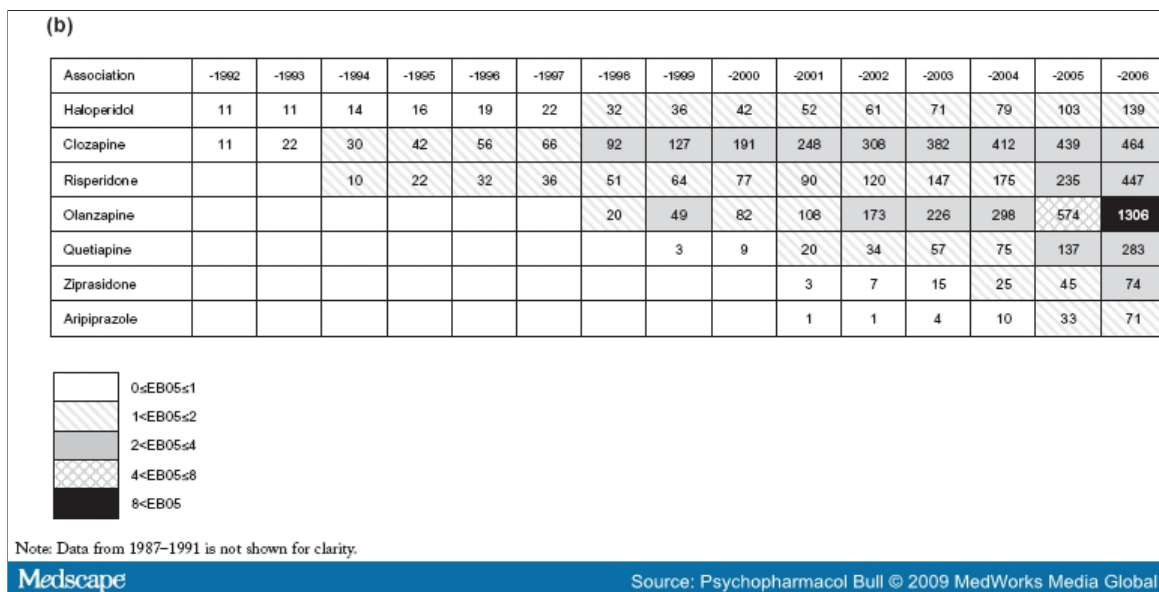 (b)
Association -1992 -1993 -1994 -1995 -1996 -1997 -1998 -1999 -2000 -2001 -2002 -2003 -2004 -2005 -2006
Haloperidol 11 11 14 16 19 22 32 36 42 52 61 71 79 103 139
Clozapine 11 22 30 42 56 66 92 127 191 248 308 382 412 439 464
Risperidone 10 22 32 36 51 64 77 90 120 147 175 235 447
Olanzapine 20 49 82 108 173 226 298 574 1306
Quetiapine 3 9 20 34 57 75 137 283
Ziprasidone 3 7 15 25 45 74
Aripiprazole 1 1 4 10 33 71
0≤EB05≤1
1<EB05≤2
2<EB05≤4
4<EB05≤8
8<EB05
Note: Data from 1987–1991 is not shown for clarity.
Medscape Source: Psychopharmacol Bull © 2009 MedWorks Media Global